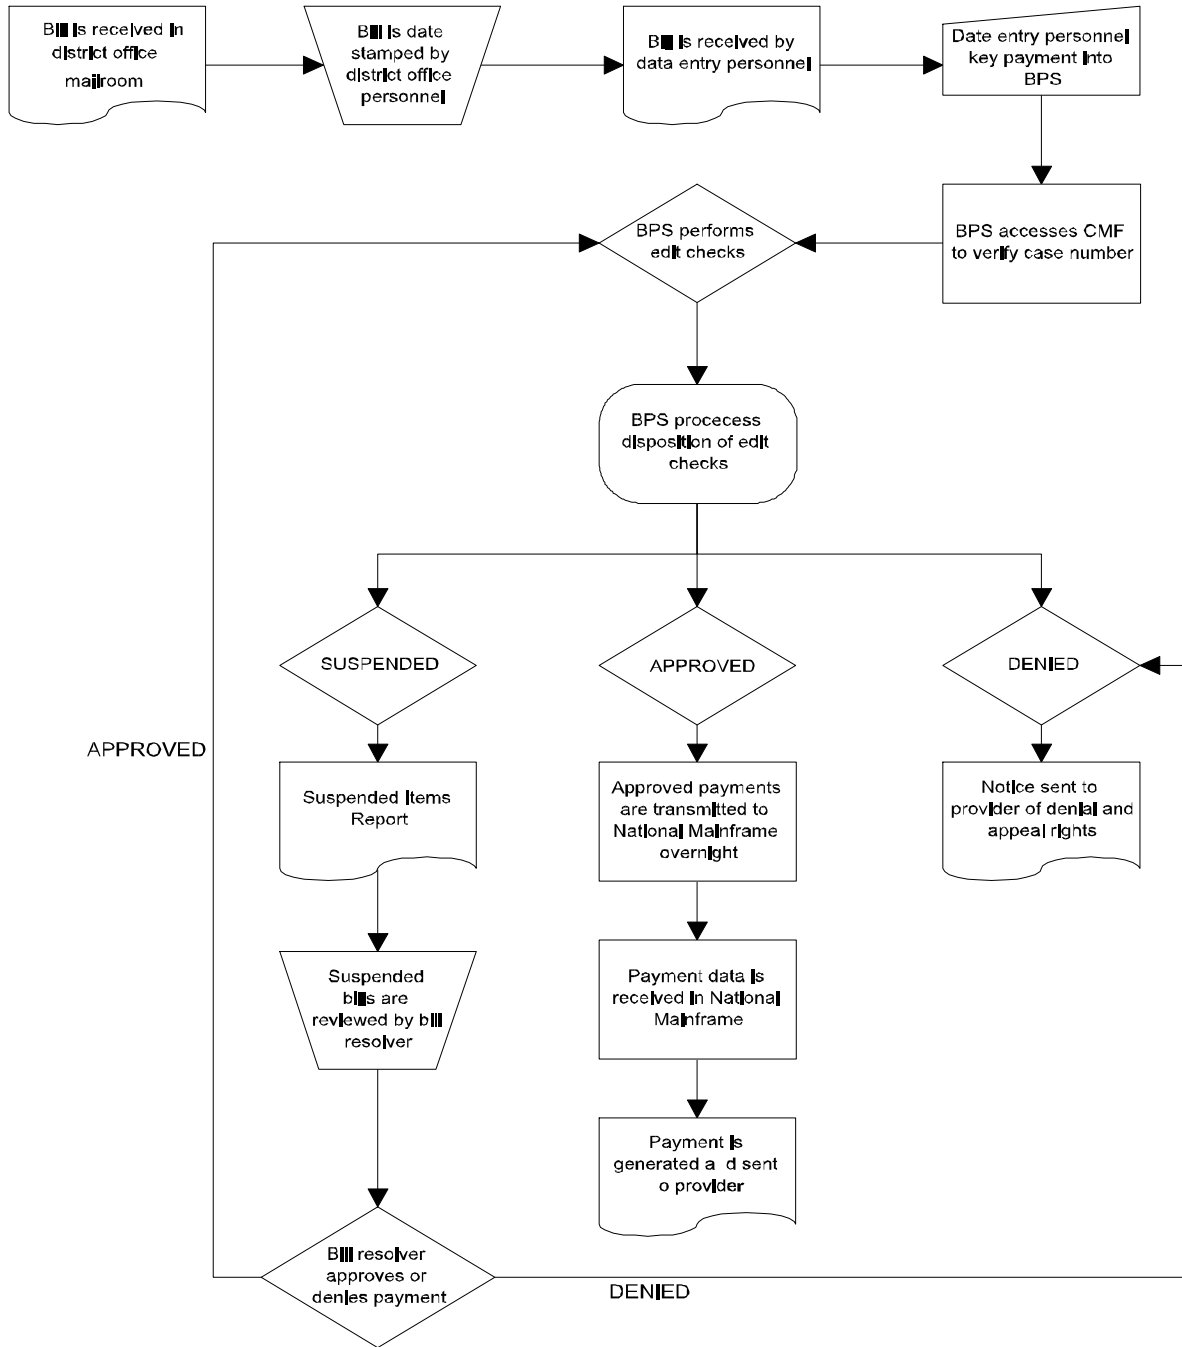 Bill is received in
district office
mailroom
Bill is date
stamped by
district office
personnel
Bill is received by
data entry personnel
Date entry personnel
key payment into
BPS
BPS performs
edit checks
BPS accesses CMF
to verify case number
BPS procecess
disposition of edit
checks
SUSPENDED
APPROVED
DENIED
APPROVED
Suspended Items
Report
Approved payments
are transmitted to
National Mainframe
overnight
Notice sent to
provider of denial and
appeal rights
Suspended
bills are
reviewed by bill
resolver
Payment data is
received in National
Mainframe
Payment is
generated a d sent
o provider
Bill resolver
approves or
denies payment
DENIED